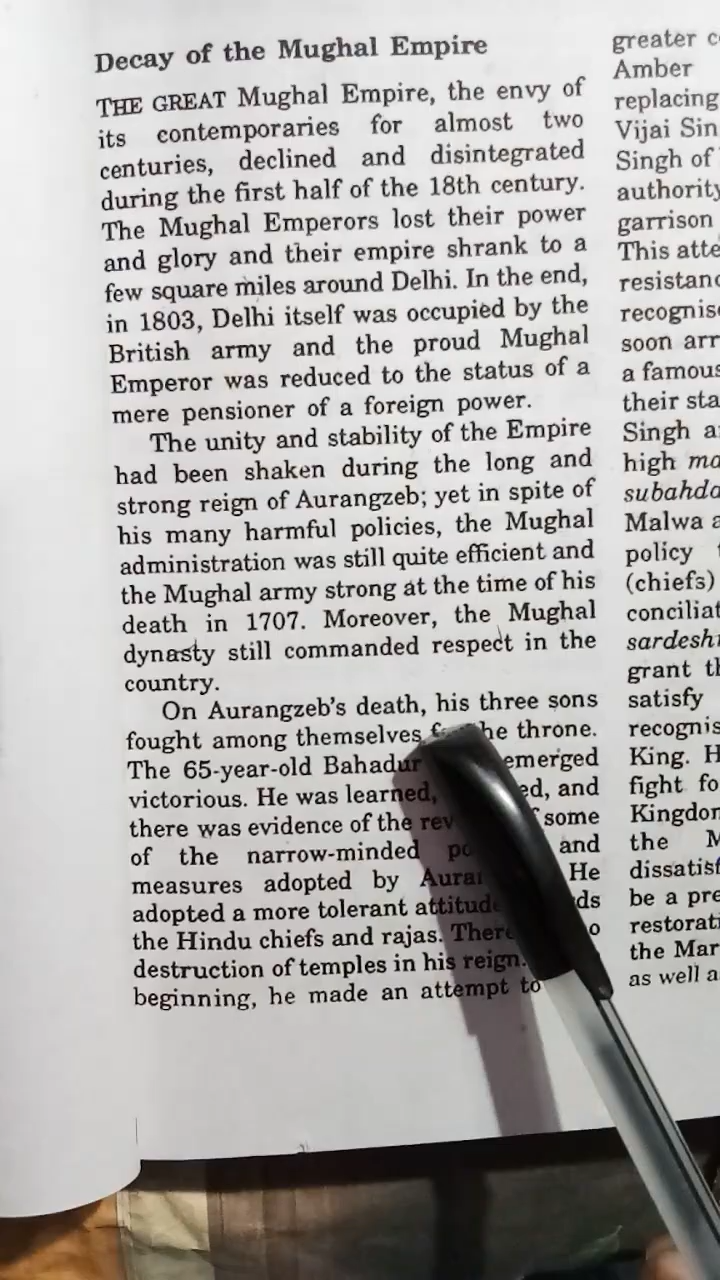 Decay of the Mughal Empire
THE GREAT Mughal Empire, the envy of
its contemporaries for almost two
centuries, declined and disintegrated
during the first half of the 18th century.
The Mughal Emperors lost their power
and glory and their empire shrank to a
few square miles around Delhi. In the end,
in 1803, Delhi itself was occupied by the
British army and the proud Mughal
Emperor was reduced to the status of a
mere pensioner of a foreign power.
The unity and stability of the Empire
had been shaken during the long and
strong reign of Aurangzeb; yet in spite of
his many harmful policies, the Mughal
administration was still quite efficient and
the Mughal army strong at the time of his
death in 1707. Moreover, the Mughal
dynasty still commanded respect in the
country.
On Aurangzeb's death, his three sons
fought among themselves the throne.
The 65-year-old Bahadur emerged
victorious. He was learned, and
there was evidence of the some
of the narrow-minded and
measures adopted by He
adopted a more tolerant attitude
the Hindu chiefs and rajas.
destruction of temples in his reign.
beginning, he made an attempt to
greater
Amber
replacing
Vijai
Singh of
authority
garrison
This
a famous
their
Singh
high
Malwa
policy
(chiefs)
grant
satisfy
King.
fight
the
be a
the
as well